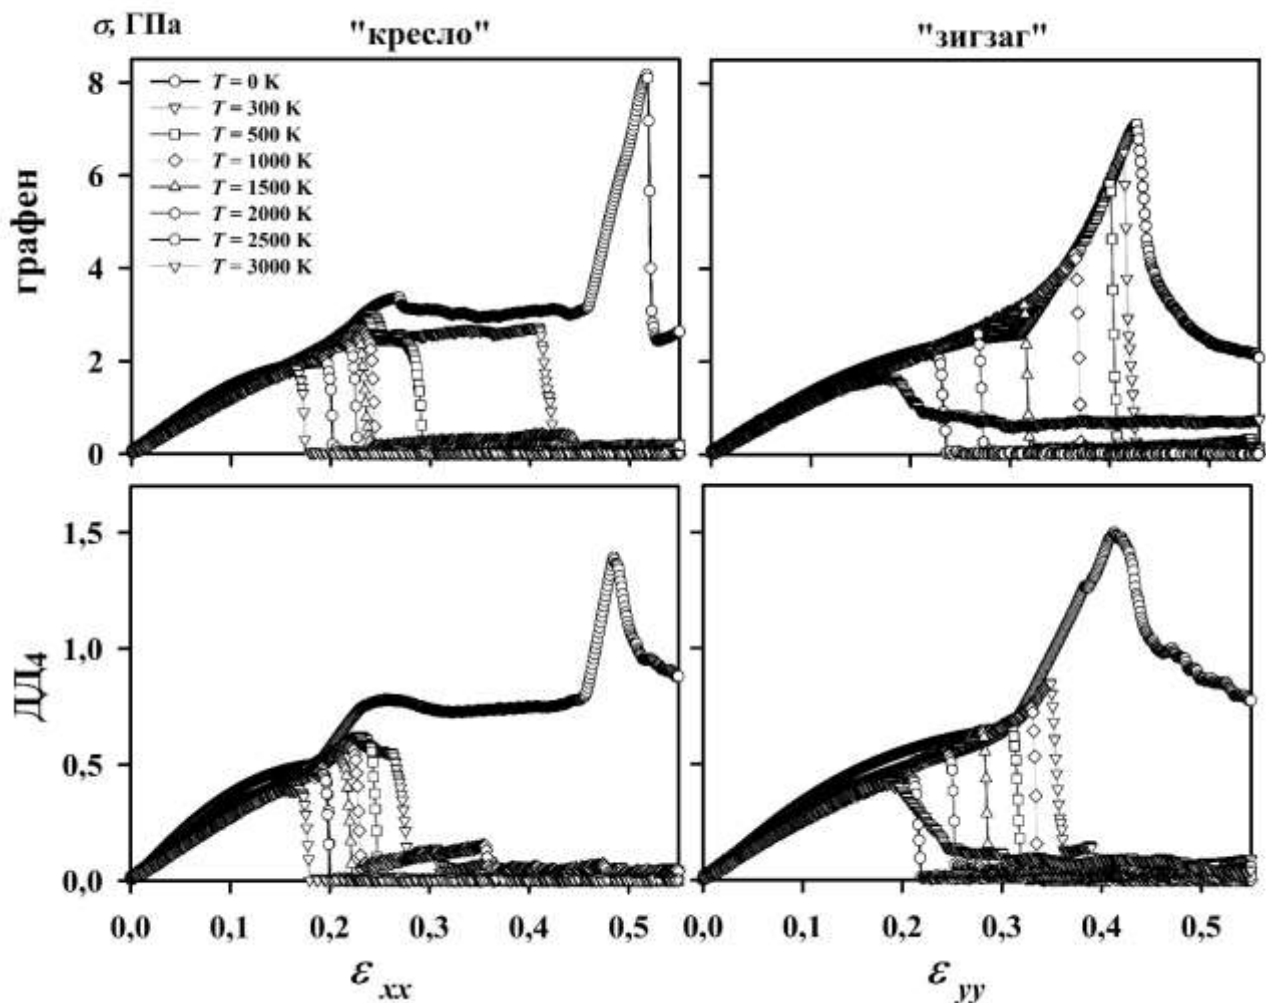 σ, ГПа
"кресло"
"зигзаг"
графен
8
6
4
2
0
T = 0 K
T = 300 K
T = 500 K
T = 1000 K
T = 1500 K
T = 2000 K
T = 2500 K
T = 3000 K
ДД4
1,5
1,0
0,5
0,0
0,0 0,1 0,2 0,3 0,4 0,5
0,0 0,1 0,2 0,3 0,4 0,5
ε xx
ε yy